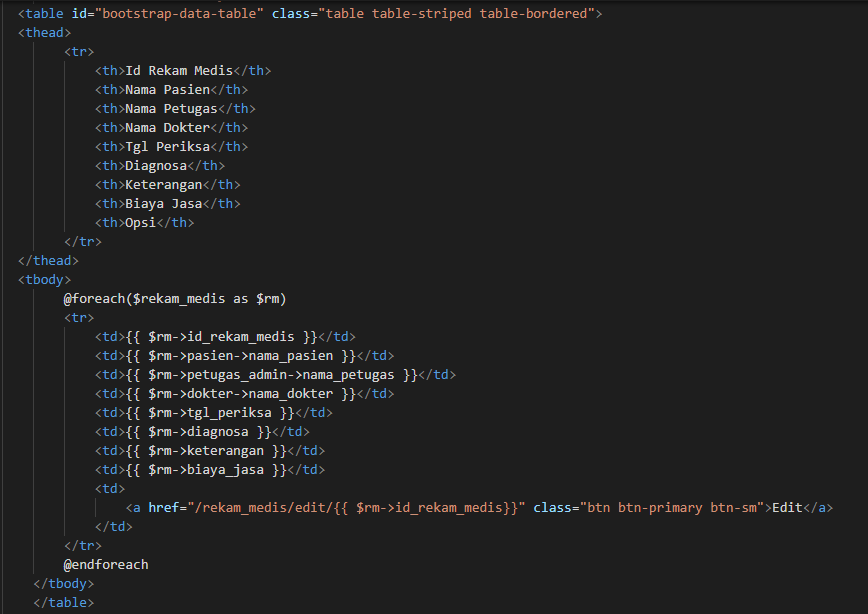 <table id="bootstrap-data-table" class="table table-striped table-bordered">
<thead>
<tr>
<th>Id Rekam Medis</th>
<th>Nama Pasien</th>
<th>Nama Petugas</th>
<th>Nama Dokter</th>
<th>Tgl Periksa</th>
<th>Diagnosa</th>
<th>Keterangan</th>
<th>Biaya Jasa</th>
<th>Opsi</th>
</tr>
</thead>
<tbody>
@foreach($rekam_medis as $rm)
<tr>
<td>{{ $rm->id_rekam_medis }}</td>
<td>{{ $rm->pasien->nama_pasien }}</td>
<td>{{ $rm->petugas_admin->nama_petugas }}</td>
<td>{{ $rm->dokter->nama_dokter }}</td>
<td>{{ $rm->tgl_periksa }}</td>
<td>{{ $rm->diagnosa }}</td>
<td>{{ $rm->keterangan }}</td>
<td>{{ $rm->biaya_jasa }}</td>
<td>
<a href="/rekam_medis/edit/{{ $rm->id_rekam_medis}}" class="btn btn-primary btn-sm">Edit</a>
</td>
</tr>
@endforeach
</tbody>
</table>